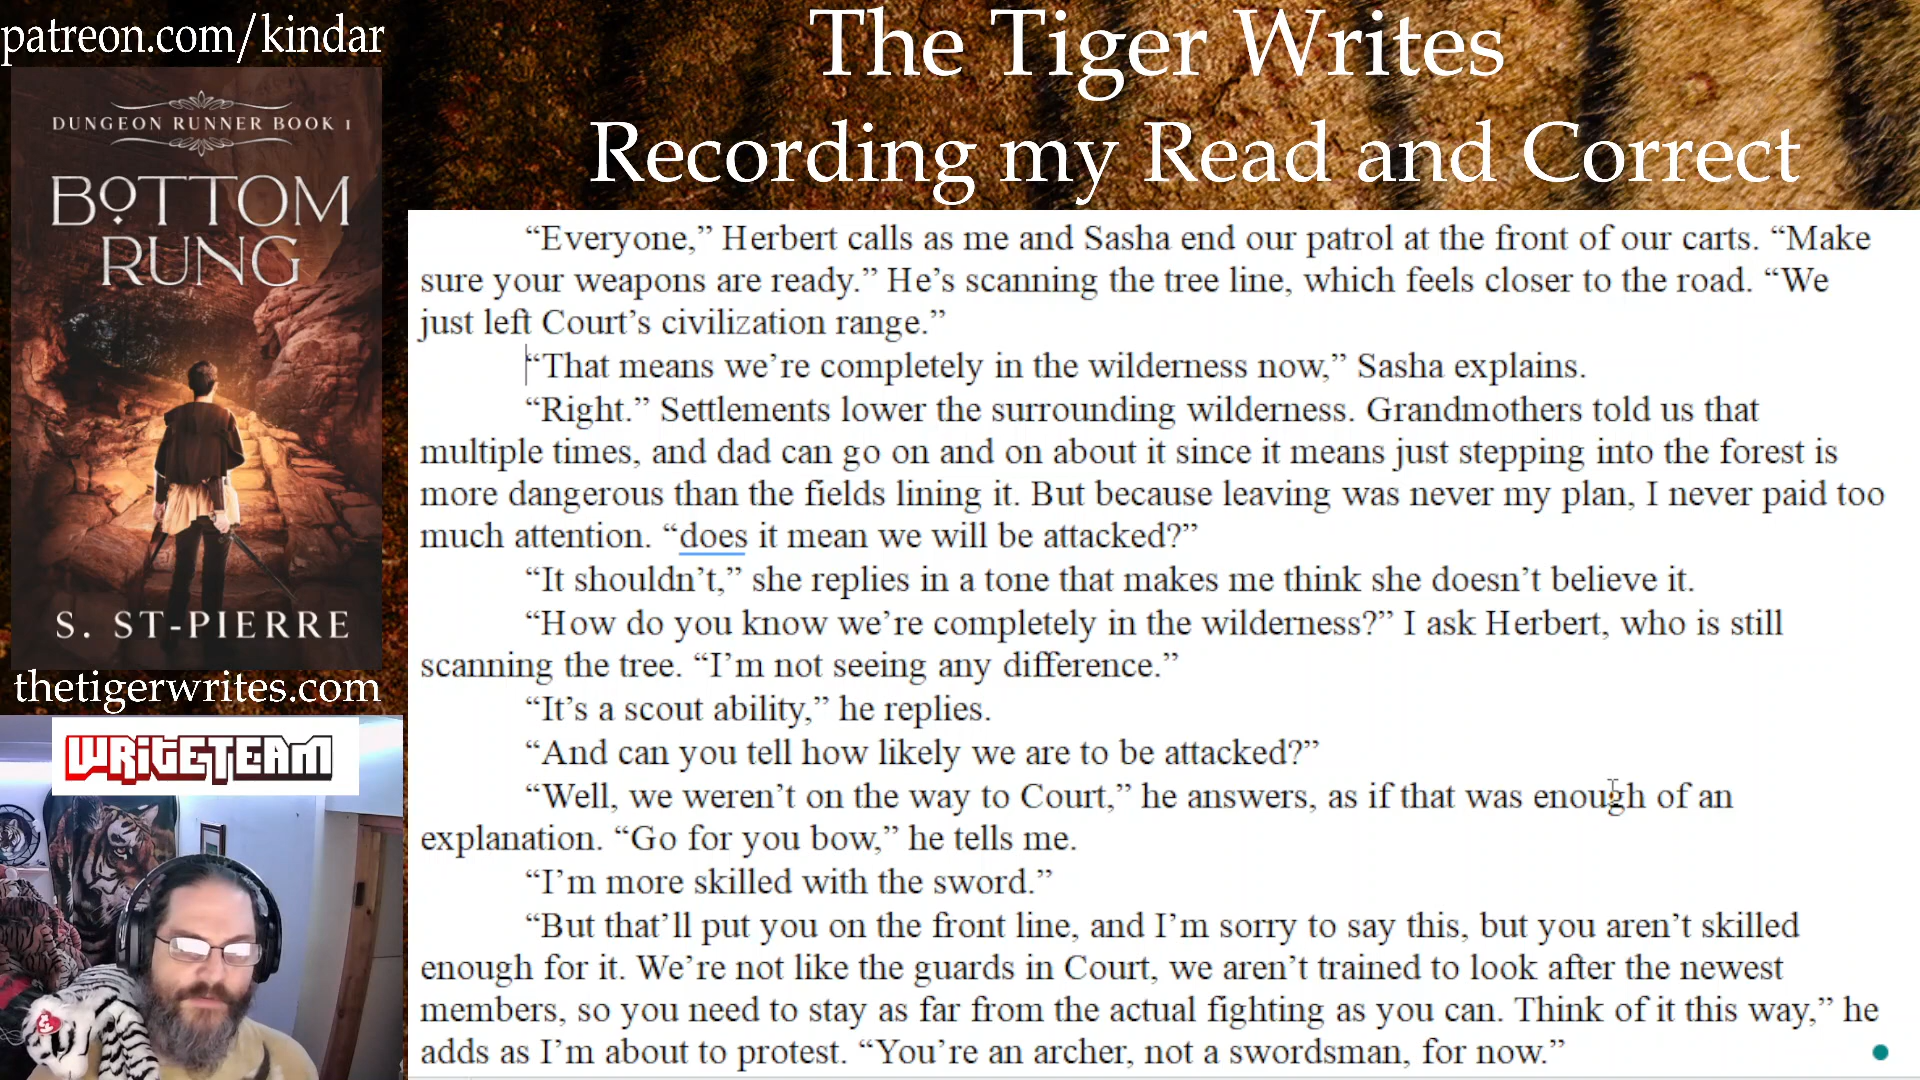 patreon.com/kindar
DUNGEON RUNNER BOOK 1
BOTTOM
RUNG
S. ST-PIERRE
thetigerwrites.com
WRITETEAM
The Tiger Writes
Recording my Read and Correct
“Everyone,” Herbert calls as me and Sasha end our patrol at the front of our carts. “Make
sure your weapons are ready.” He’s scanning the tree line, which feels closer to the road. “We
just left Court’s civilization range.”
“That means we’re completely in the wilderness now,” Sasha explains.
“Right.” Settlements lower the surrounding wilderness. Grandmothers told us that
multiple times, and dad can go on and on about it since it means just stepping into the forest is
more dangerous than the fields lining it. But because leaving was never my plan, I never paid too
much attention. “does it mean we will be attacked?”
“It shouldn’t,” she replies in a tone that makes me think she doesn’t believe it.
“How do you know we’re completely in the wilderness?” I ask Herbert, who is still
scanning the tree. “I’m not seeing any difference.”
“It’s a scout ability,” he replies.
“And can you tell how likely we are to be attacked?”
“Well, we weren’t on the way to Court,” he answers, as if that was enough of an
explanation. “Go for you bow,” he tells me.
“I’m more skilled with the sword.”
“But that’ll put you on the front line, and I’m sorry to say this, but you aren’t skilled
enough for it. We’re not like the guards in Court, we aren’t trained to look after the newest
members, so you need to stay as far from the actual fighting as you can. Think of it this way,” he
adds as I’m about to protest. “You’re an archer, not a swordsman, for now.”